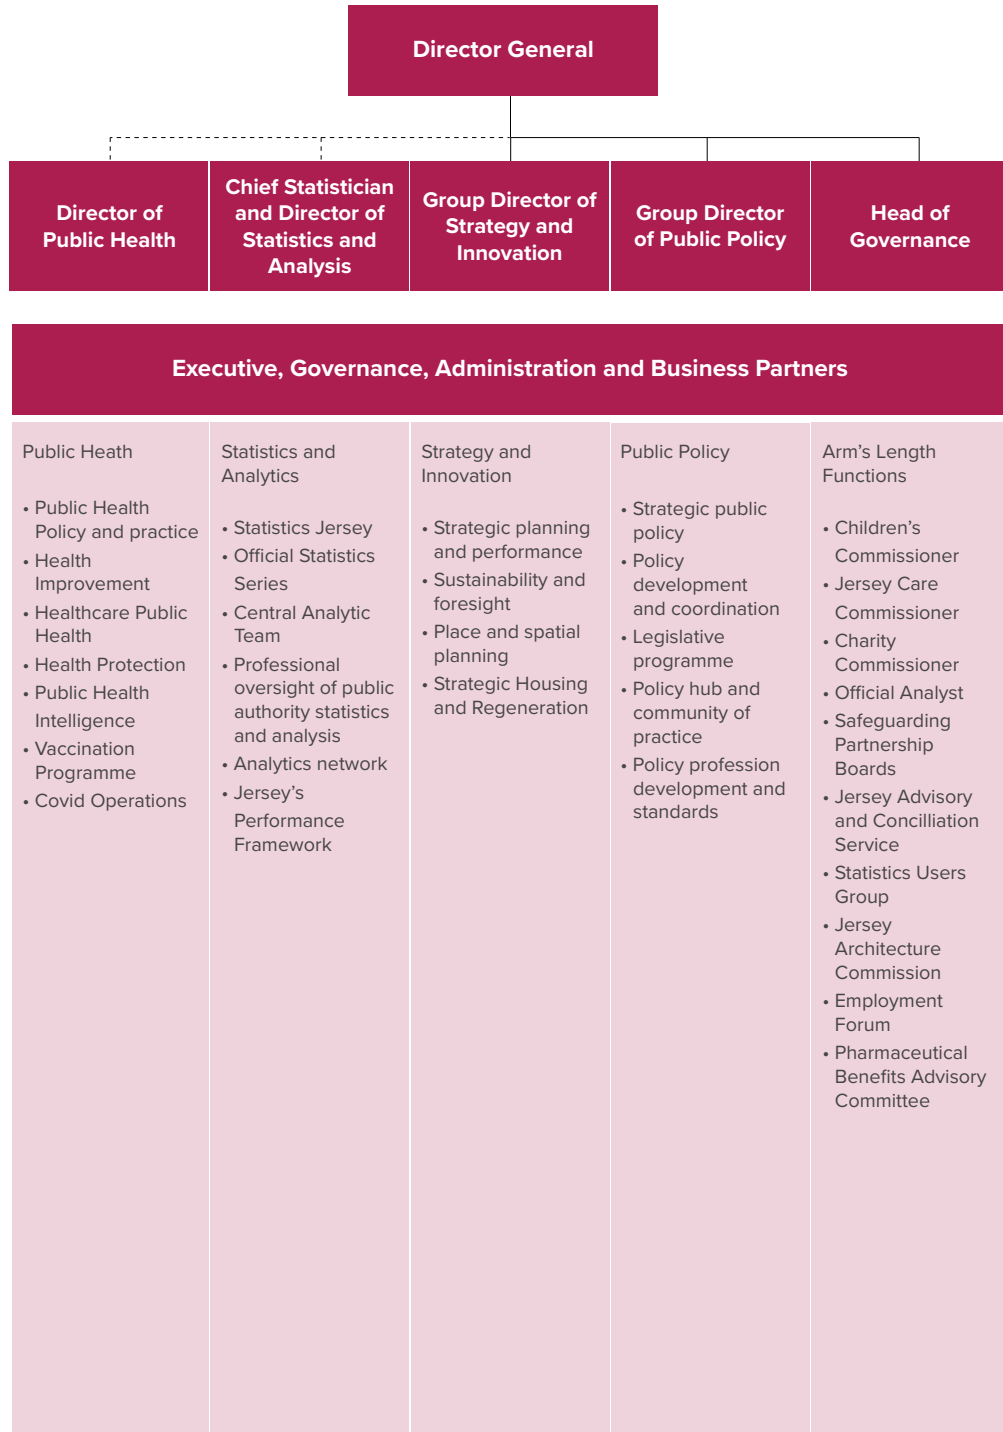 Director General
Director of
Public Health
Chief Statistician
and Director of
Statistics and
Analysis
Group Director of
Strategy and
Innovation
Group Director
of Public Policy
Head of
Governance
Executive, Governance, Administration and Business Partners
Public Heath
• Public Health
Policy and practice
• Health
Improvement
• Healthcare Public
Health
• Health Protection
• Public Health
Intelligence
• Vaccination
Programme
• Covid Operations
Statistics and
Analytics
• Statistics Jersey
• Official Statistics
Series
• Central Analytic
Team
• Professional
oversight of public
authority statistics
and analysis
• Analytics network
• Jersey's
Performance
Framework
Strategy and
Innovation
• Strategic planning
and performance
• Sustainability and
foresight
• Place and spatial
planning
• Strategic Housing
and Regeneration
Public Policy
• Strategic public
policy
• Policy
development
and coordination
• Legislative
programme
• Policy hub and
community of
practice
• Policy profession
development and
standards
Arm's Length
Functions
• Children's
Commissioner
• Jersey Care
Commissioner
• Charity
Commissioner
• Official Analyst
• Safeguarding
Partnership
Boards
• Jersey Advisory
and Concilliation
Service
• Statistics Users
Group
• Jersey
Architecture
Commission
• Employment
Forum
• Pharmaceutical
Benefits Advisory
Committee